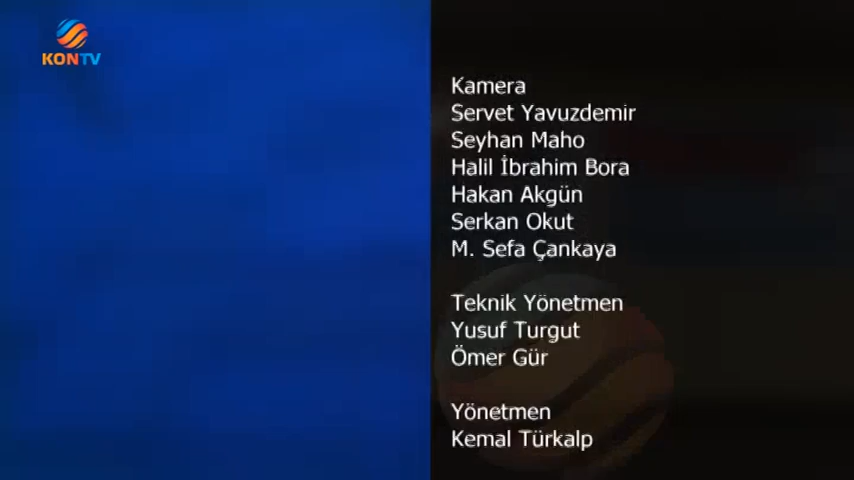 KONTV
Kamera
Servet Yavuzdemir
Seyhan Maho
Halil İbrahim Bora
Hakan Akgün
Serkan Okut
M. Sefa Çankaya
Teknik Yönetmen
Yusuf Turgut
Ömer Gür
Yönetmen
Kemal Türkalp